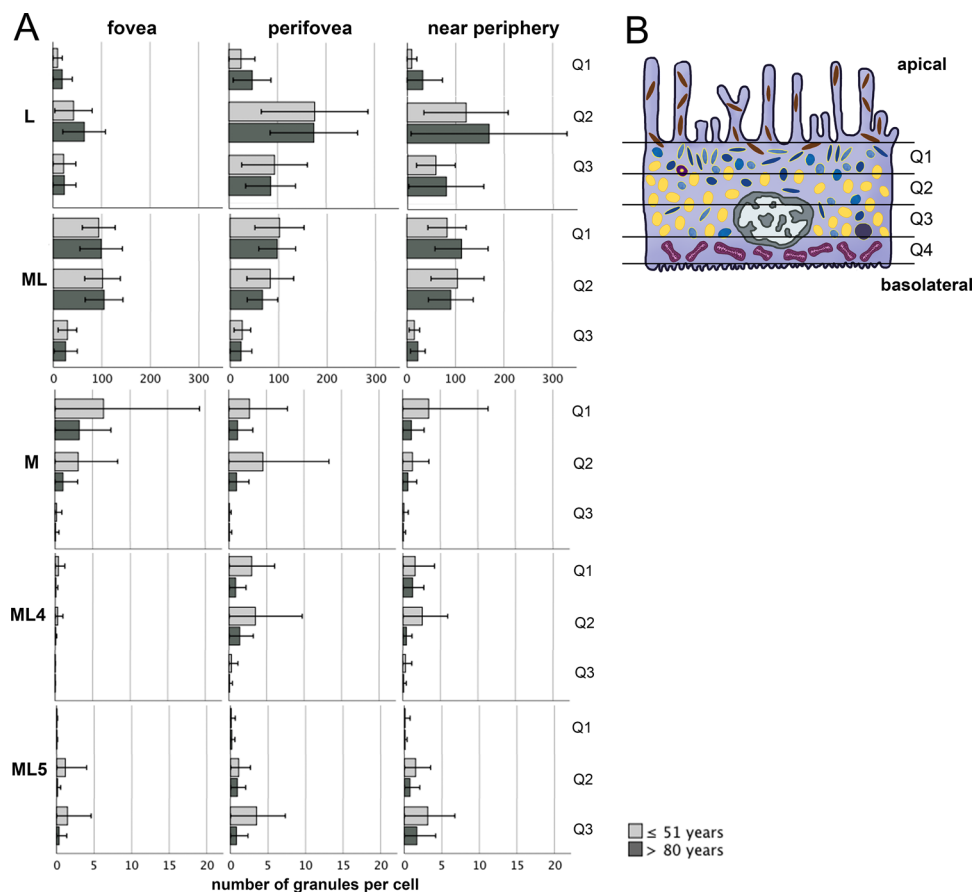 A
B
fovea perifovea near periphery
L
Q1
Q2
Q3
ML
Q1
Q2
Q3
0 100 200 300 0 100 200 300 0 100 200 300
M
Q1
Q2
Q3
ML4
Q1
Q2
Q3
ML5
Q1
Q2
Q3
0 5 10 15 20 0 5 10 15 20 0 5 10 15 20
number of granules per cell
apical
Q1
Q2
Q3
Q4
basolateral
≤ 51 years
> 80 years